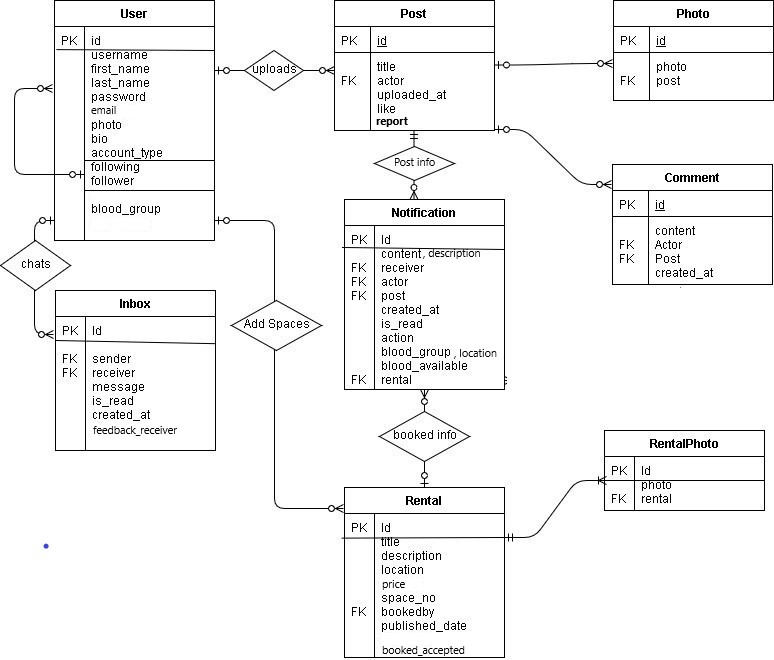 User
PK id
username
first_name
last_name
password
email
photo
bio
account_type
following
follower
blood_group
uploads
Post
PK id
title
FK actor
uploaded_at
like
report
Photo
PK id
photo
FK post
Post info
Comment
PK id
content
FK Actor
FK Post
created_at
Notification
PK Id
content, description
FK receiver
FK actor
FK post
created_at
is_read
action
blood_group , location
blood_available
FK rental
chats
Add Spaces
Inbox
PK Id
FK sender
FK receiver
message
is_read
created_at
feedback_receiver
booked info
Rental
PK Id
title
description
location
price
space_no
FK bookedby
published_date
booked_accepted
RentalPhoto
PK Id
photo
FK rental